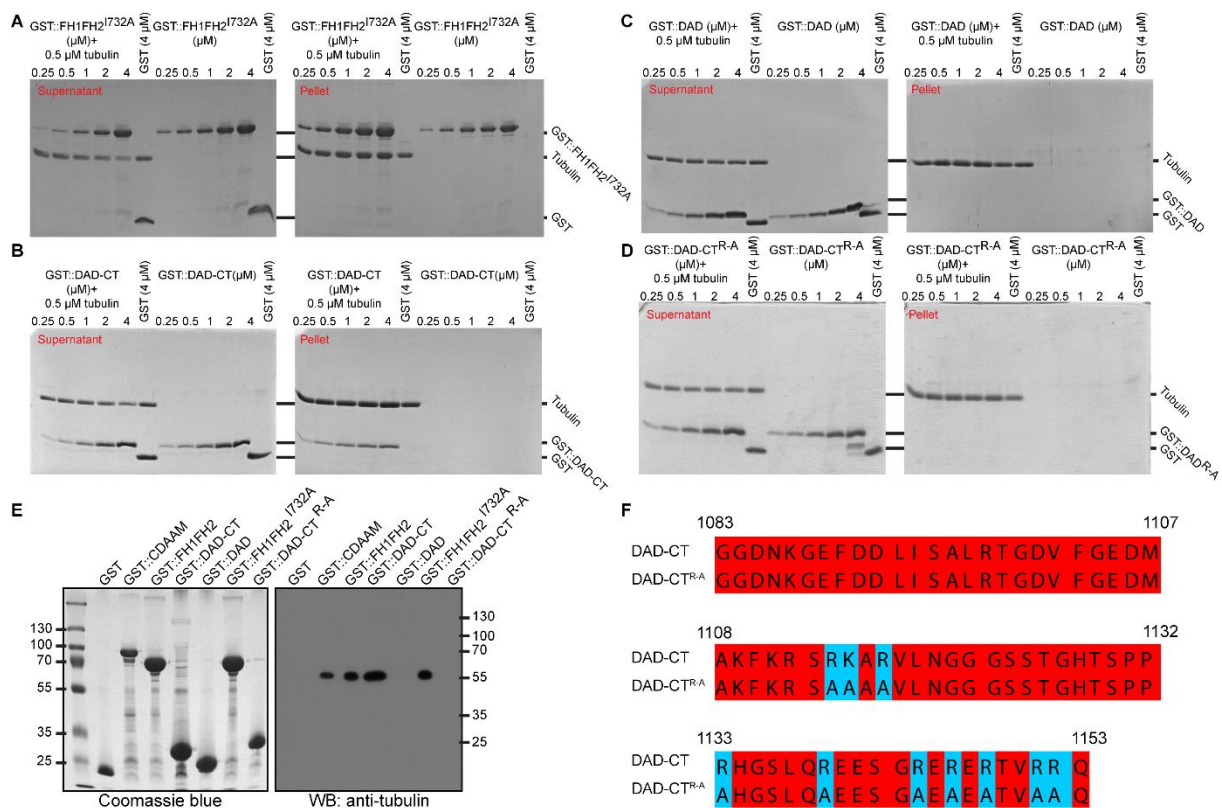 A
GST::FH1FH2I732A
(µM)+
0.5 µM tubulin
GST::FH1FH2I732A
(µM)
GST (4 µM)
GST::FH1FH2I732A
(µM)+
0.5 µM tubulin
GST::FH1FH2I732A
(µM)
GST (4 µM)
0.25 0.5 1 2 4
0.25 0.5 1 2 4
0.25 0.5 1 2 4
0.25 0.5 1 2 4
Supernatant
Pellet
GST::FH1FH2I732A
Tubulin
GST
B
GST::DAD-CT
(µM)+
0.5 µM tubulin
GST (4 µM)
GST::DAD-CT(µM)
GST (4 µM)
GST::DAD-CT
(µM)+
0.5 µM tubulin
GST (4 µM)
GST::DAD-CT(µM)
GST (4 µM)
0.25 0.5 1 2 4
0.25 0.5 1 2 4
0.25 0.5 1 2 4
0.25 0.5 1 2 4
Supernatant
Pellet
Tubulin
GST::DAD-CT
GST
C
GST::DAD (µM)+
0.5 µM tubulin
GST (4 µM)
GST::DAD (µM)
GST::DAD (µM)+
0.5 µM tubulin
GST::DAD (µM)
GST (4 µM)
0.25 0.5 1 2 4
0.25 0.5 1 2 4
0.25 0.5 1 2 4
0.25 0.5 1 2 4
Supernatant
Pellet
Tubulin
GST::DAD
GST
D
GST::DAD-CTR-A
(µM)+
0.5 µM tubulin
GST::DAD-CTR-A
(µM)
GST (4 µM)
GST::DAD-CTR-A
(µM)+
0.5 µM tubulin
GST::DAD-CTR-A
(µM)
GST (4 µM)
0.25 0.5 1 2 4
0.25 0.5 1 2 4
0.25 0.5 1 2 4
0.25 0.5 1 2 4
Supernatant
Pellet
Tubulin
GST::DADR-A
GST
E
GST
GST::CDAAM
GST::FH1FH2
GST::DAD-CT
GST::DAD
GST::FH1FH2I732A
GST::DAD-CTR-A
GST
GST::CDAAM
GST::FH1FH2
GST::DAD-CT
GST::DAD
GST::FH1FH2I732A
GST::DAD-CTR-A
130
100
70
55
35
25
130
100
70
55
35
25
Coomassie blue
WB: anti-tubulin
F
1083 1107
DAD-CT GGDNKGEFDDLISALRTGDVFGEDM
DAD-CTR-A GGDNKGEFDDLISALRTGDVFGEDM
1108 1132
DAD-CT AKFKRSRKARVLNGGGSSTGHTSPP
DAD-CTR-A AKFKRSAAAAVLNGGGSSTGHTSPP
1133 1153
DAD-CT RHGSLQREESGRERERTVRRQ
DAD-CTR-A AHGSLQAEESGAEAEATVAAQ